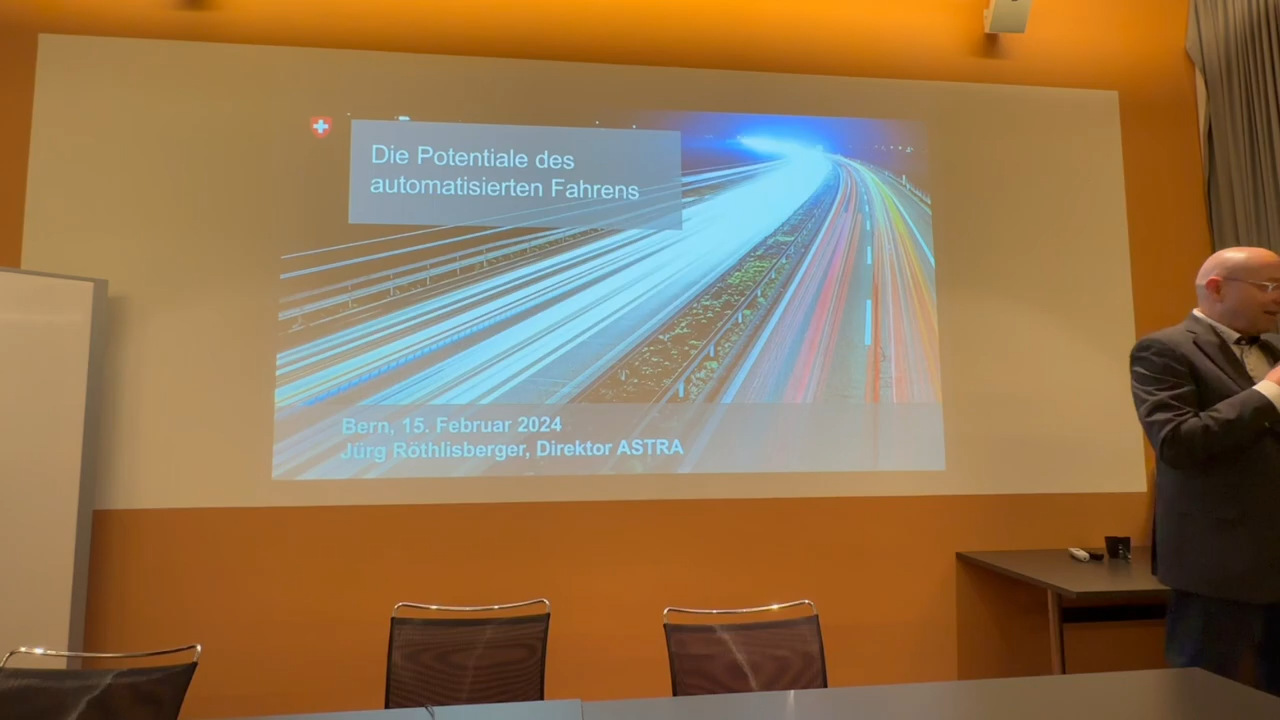 Die Potentiale des
automatisierten Fahrens
Bern, 15. Februar 2024
Jürg Röthlisberger, Direktor ASTRA